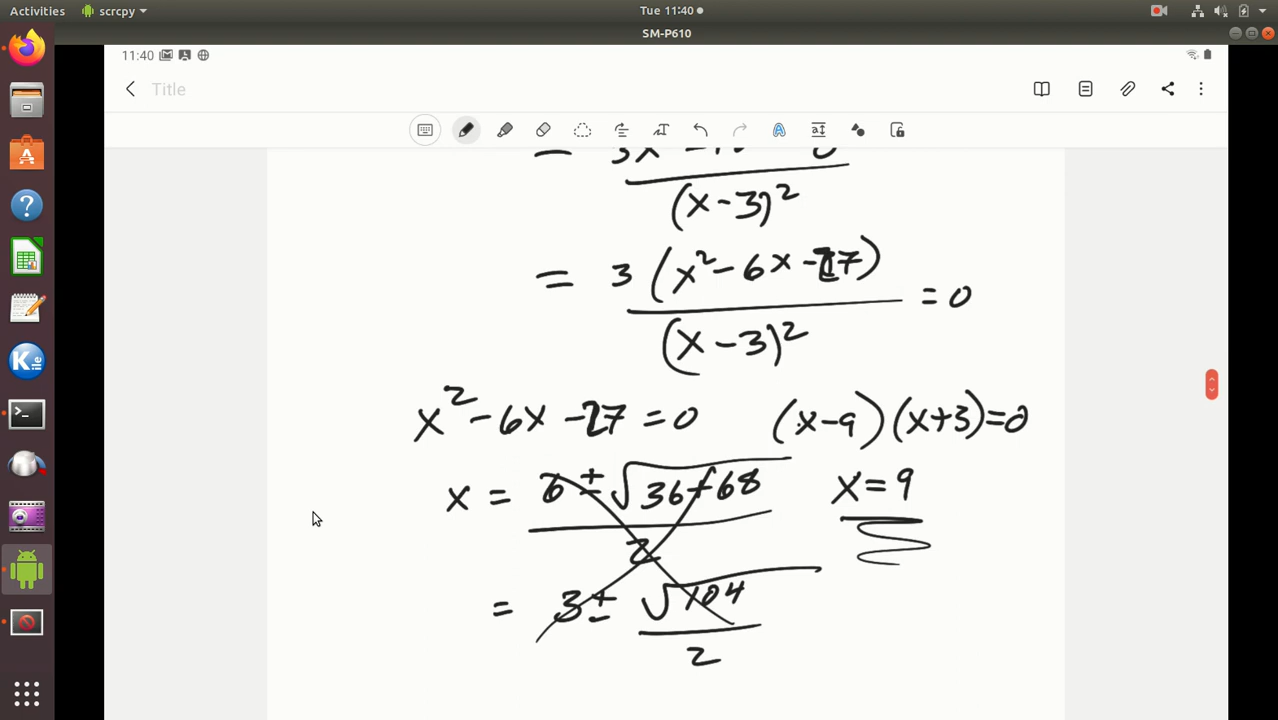 Activities scrcpy Tue 11:40
SM-P610
11:40
Title
=
(x-3)²
= 3(x²-6x-27)
= 0
(x-3)²
x²-6x-27=0 (x-9)(x+3)=0
x = 6±√36+68 x=9
2
= 3± √104
2